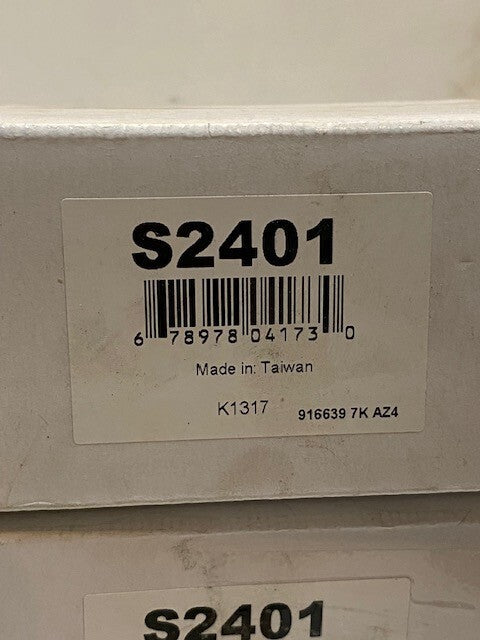 S2401
6 78978 04173 0
Made in: Taiwan
K1317 916639 7K AZ4
S2401